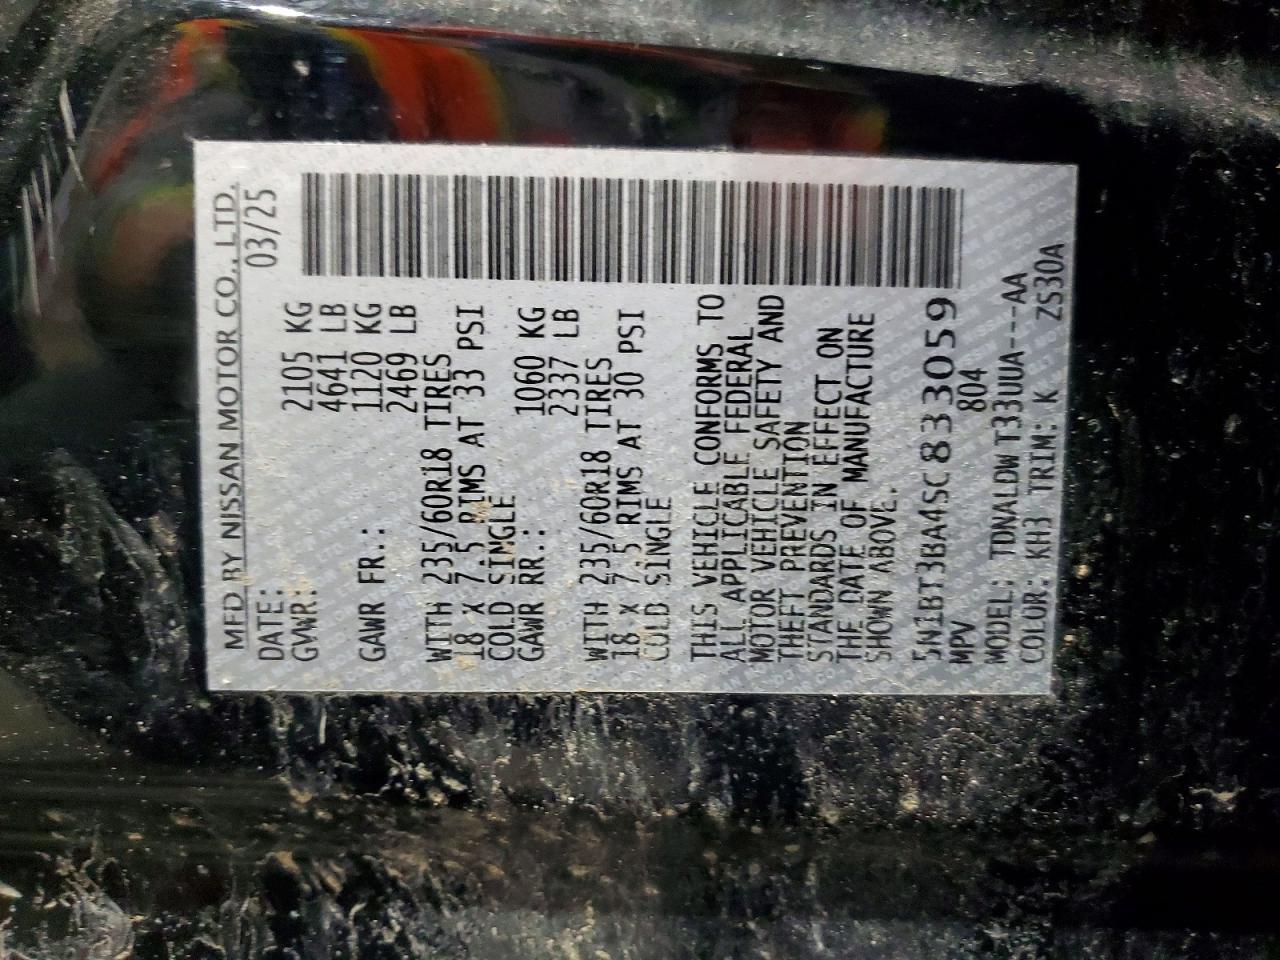 MFD BY NISSAN MOTOR CO., LTD.
DATE: 03/25
GVWR: 2105 KG
4641 LB
GAWR FR.: 1120 KG
2469 LB
WITH 235/60R18 TIRES
18 x 7.5 RIMS AT 33 PSI
COLD SINGLE
GAWR RR.: 1060 KG
2337 LB
WITH 235/60R18 TIRES
18 x 7.5 RIMS AT 30 PSI
COLD SINGLE
THIS VEHICLE CONFORMS TO
ALL APPLICABLE FEDERAL
MOTOR VEHICLE SAFETY AND
THEFT PREVENTION
STANDARDS IN EFFECT ON
THE DATE OF MANUFACTURE
SHOWN ABOVE.
5N1BT3BA4SC833059
MPV 804
MODEL: TDNALDW T33UUA---AA
COLOR: KH3 TRIM: K ZS30A